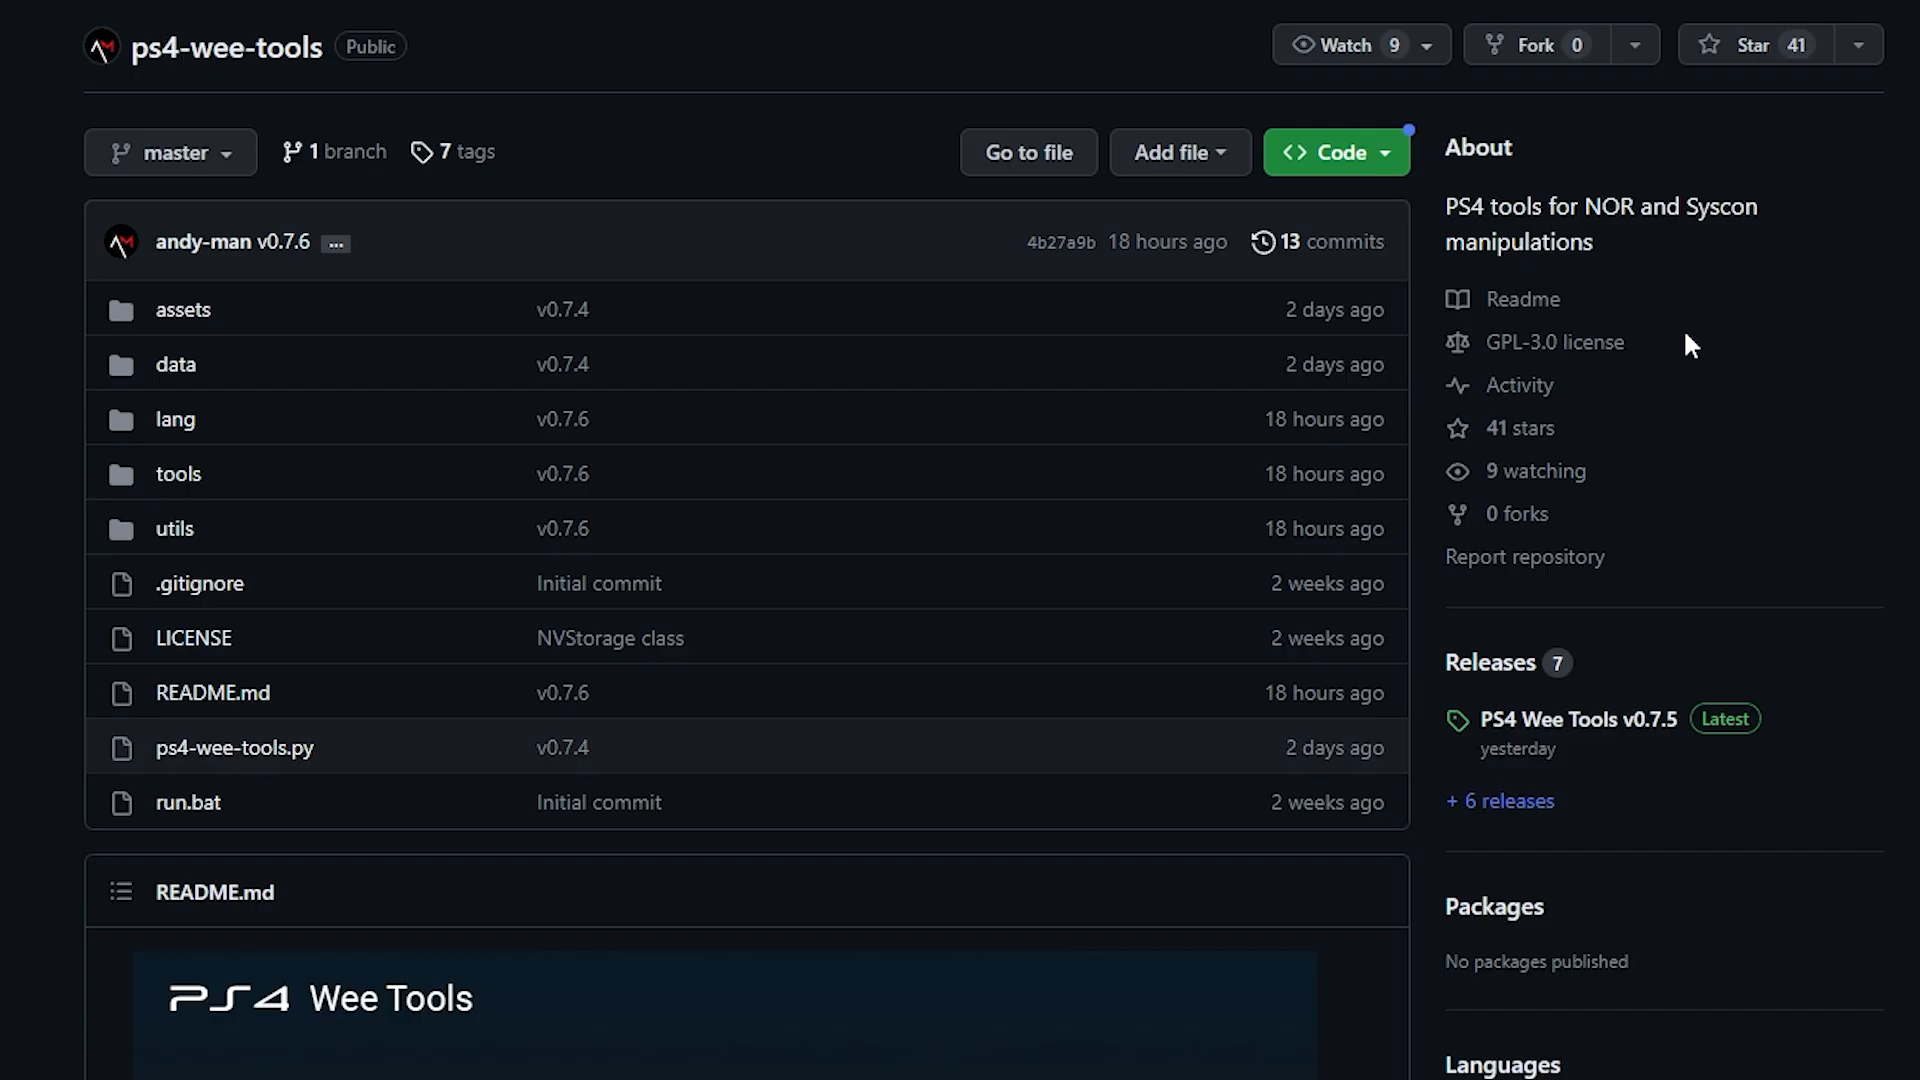 ps4-wee-tools Public
Watch 9
Fork 0
Star 41
master
1 branch
7 tags
Go to file
Add file
Code
andy-man v0.7.6 ...
4b27a9b 18 hours ago 13 commits
assets v0.7.4 2 days ago
data v0.7.4 2 days ago
lang v0.7.6 18 hours ago
tools v0.7.6 18 hours ago
utils v0.7.6 18 hours ago
.gitignore Initial commit 2 weeks ago
LICENSE NVStorage class 2 weeks ago
README.md v0.7.6 18 hours ago
ps4-wee-tools.py v0.7.4 2 days ago
run.bat Initial commit 2 weeks ago
README.md
PS4 Wee Tools
About
PS4 tools for NOR and Syscon
manipulations
Readme
GPL-3.0 license
Activity
41 stars
9 watching
0 forks
Report repository
Releases 7
PS4 Wee Tools v0.7.5 Latest
yesterday
+ 6 releases
Packages
No packages published
Languages